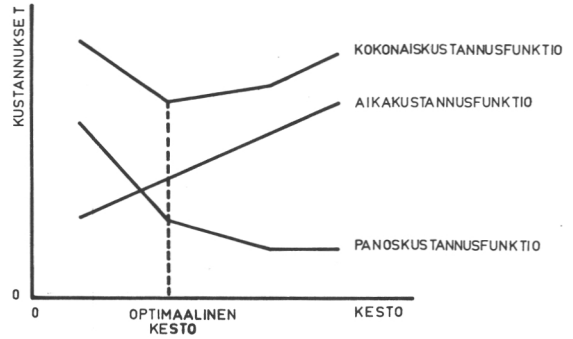 KUSTANNUKSET
KOKONAISKUSTANNUSFUNKTIO
AIKAKUSTANNUSFUNKTIO
PANOSKUSTANNUSFUNKTIO
0
0
OPTIMAALINEN
KESTO
KESTO